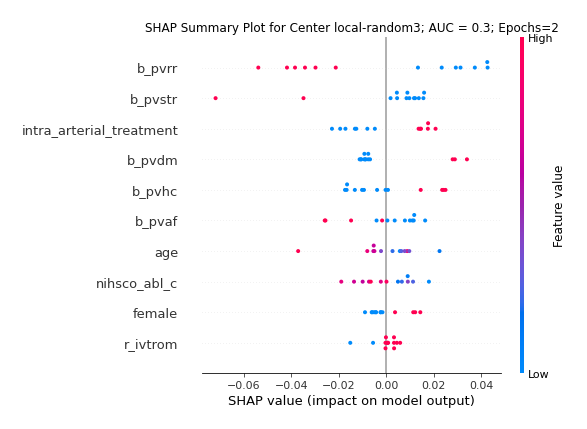 SHAP Summary Plot for Center local-random3; AUC = 0.3; Epochs=2
High
b_pvrr
b_pvstr
intra_arterial_treatment
b_pvdm
b_pvhc
b_pvaf
age
nihsco_abl_c
female
r_ivtrom
Feature value
Low
−0.06 −0.04 −0.02 0.00 0.02 0.04
SHAP value (impact on model output)